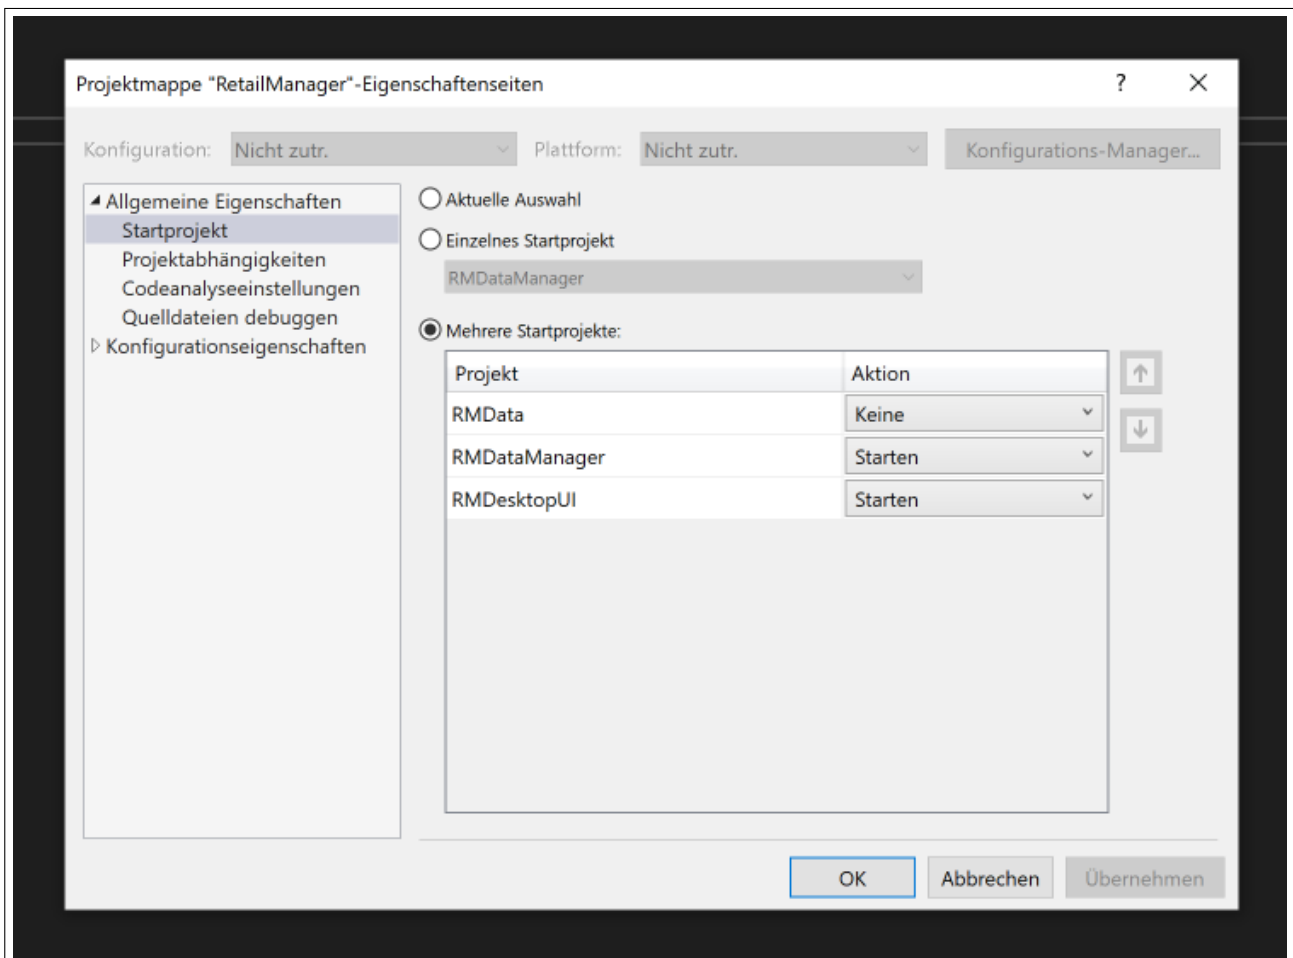 Projektmappe "RetailManager"-Eigenschaftenseiten ?
Konfiguration: Nicht zutr. Plattform: Nicht zutr. Konfigurations-Manager...
Allgemeine Eigenschaften
Startprojekt
Projektabhängigkeiten
Codeanalyseeinstellungen
Quelldateien debuggen
Konfigurationseigenschaften
Aktuelle Auswahl
Einzelnes Startprojekt
RMDataManager
Mehrere Startprojekte:
Projekt Aktion
RMData Keine
RMDataManager Starten
RMDesktopUI Starten
OK Abbrechen Übernehmen